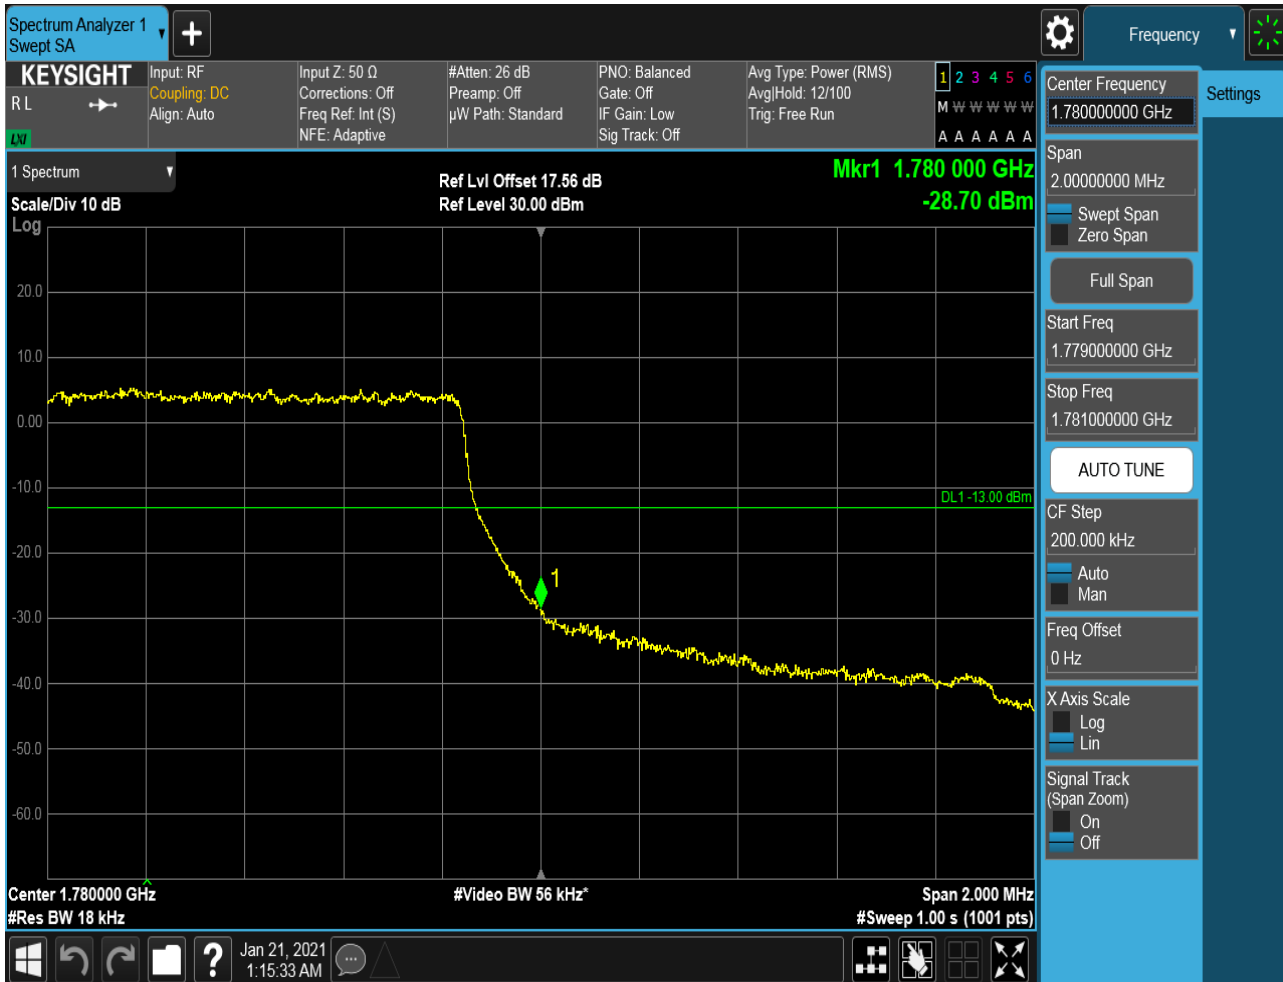 Spectrum Analyzer 1
Swept SA
+
Frequency
KEYSIGHT
R L
LXI
Input: RF
Coupling: DC
Align: Auto
Input Z: 50 Ω
Corrections: Off
Freq Ref: Int (S)
NFE: Adaptive
#Atten: 26 dB
Preamp: Off
µW Path: Standard
PNO: Balanced
Gate: Off
IF Gain: Low
Sig Track: Off
Avg Type: Power (RMS)
Avg|Hold: 12/100
Trig: Free Run
1 2 3 4 5 6
M W W W W W
A A A A A A
1 Spectrum
Scale/Div 10 dB
Log
Ref Lvl Offset 17.56 dB
Ref Level 30.00 dBm
Mkr1 1.780 000 GHz
-28.70 dBm
20.0
10.0
0.00
-10.0
-20.0
-30.0
-40.0
-50.0
-60.0
DL1 -13.00 dBm
1
Center 1.780000 GHz
#Res BW 18 kHz
#Video BW 56 kHz*
Span 2.000 MHz
#Sweep 1.00 s (1001 pts)
Center Frequency
1.780000000 GHz
Span
2.00000000 MHz
Swept Span
Zero Span
Full Span
Start Freq
1.779000000 GHz
Stop Freq
1.781000000 GHz
AUTO TUNE
CF Step
200.000 kHz
Auto
Man
Freq Offset
0 Hz
X Axis Scale
Log
Lin
Signal Track
(Span Zoom)
On
Off
Settings
?
Jan 21, 2021
1:15:33 AM